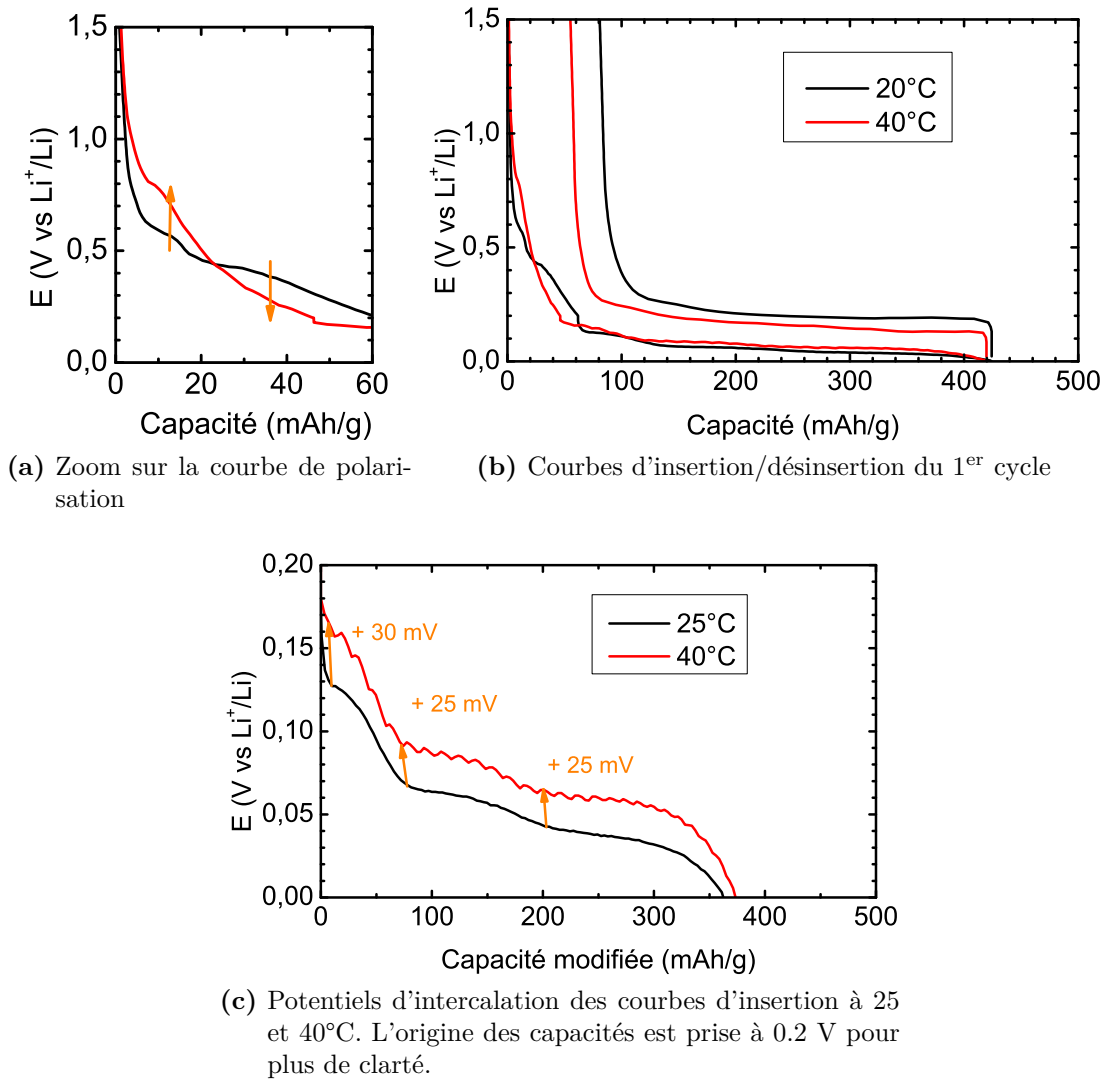 1,5
1,0
0,5
0,0
E (V vs Li⁺/Li)
0
20
40
60
Capacité (mAh/g)
1,5
1,0
0,5
0,0
E (V vs Li⁺/Li)
20°C
40°C
0
100
200
300
400
500
Capacité (mAh/g)
(a) Zoom sur la courbe de polari-
sation
(b) Courbes d'insertion/désinsertion du 1er cycle
0,20
0,15
0,10
0,05
0,00
E (V vs Li⁺/Li)
+ 30 mV
+ 25 mV
+ 25 mV
25°C
40°C
0
100
200
300
400
500
Capacité modifiée (mAh/g)
(c) Potentiels d'intercalation des courbes d'insertion à 25
et 40°C. L'origine des capacités est prise à 0.2 V pour
plus de clarté.